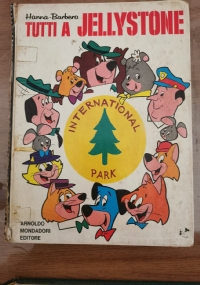 Hanna-Barbera
TUTTI A JELLYSTONE
INTERNATIONAL
PARK
ARNOLDO
MONDADORI
EDITORE